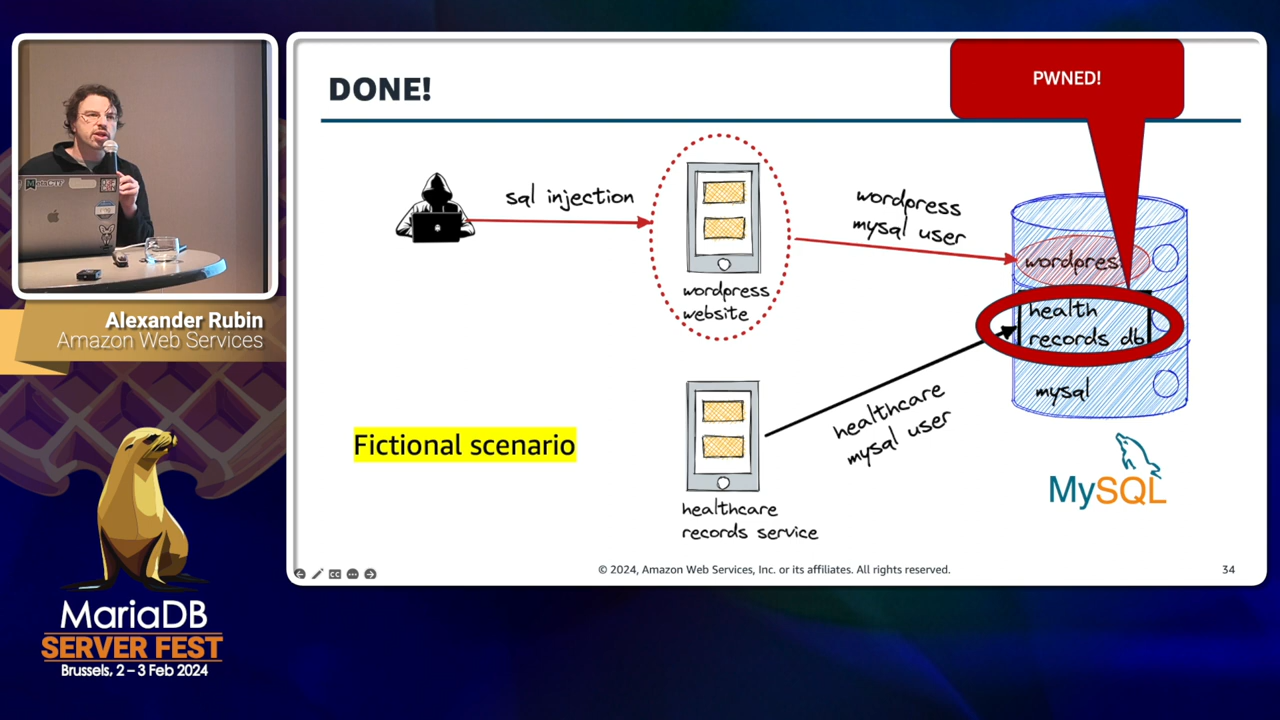 DONE!
PWNED!
sql injection
wordpress
mysql user
wordpress
wordpress
website
health
records db
mysql
healthcare
mysql user
Fictional scenario
healthcare
records service
MySQL
© 2024, Amazon Web Services, Inc. or its affiliates. All rights reserved.
34
Alexander Rubin
Amazon Web Services
MariaDB
SERVER FEST
Brussels, 2 – 3 Feb 2024